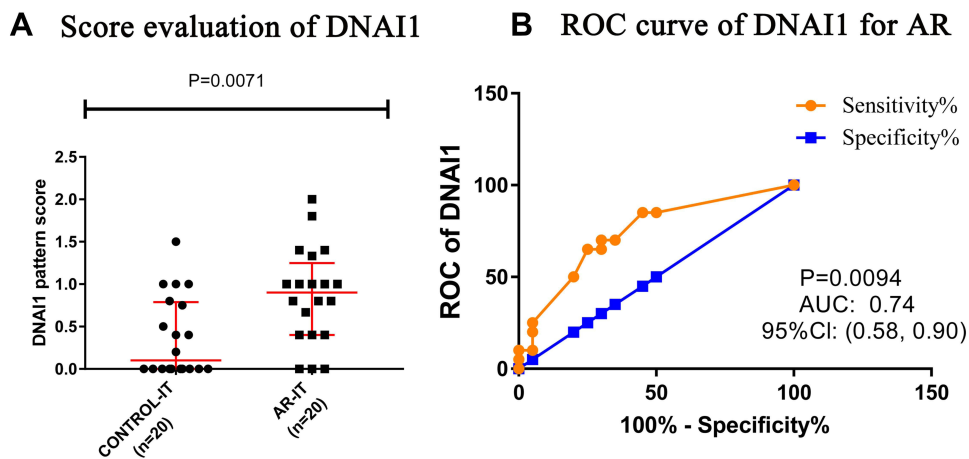 A Score evaluation of DNAI1
P=0.0071
DNAI1 pattern score
2.5
2.0
1.5
1.0
0.5
0.0
CONTROL-IT
(n=20)
AR-IT
(n=20)
B ROC curve of DNAI1 for AR
ROC of DNAI1
150
100
50
0
Sensitivity%
Specificity%
P=0.0094
AUC: 0.74
95%CI: (0.58, 0.90)
0 50 100 150
100% - Specificity%